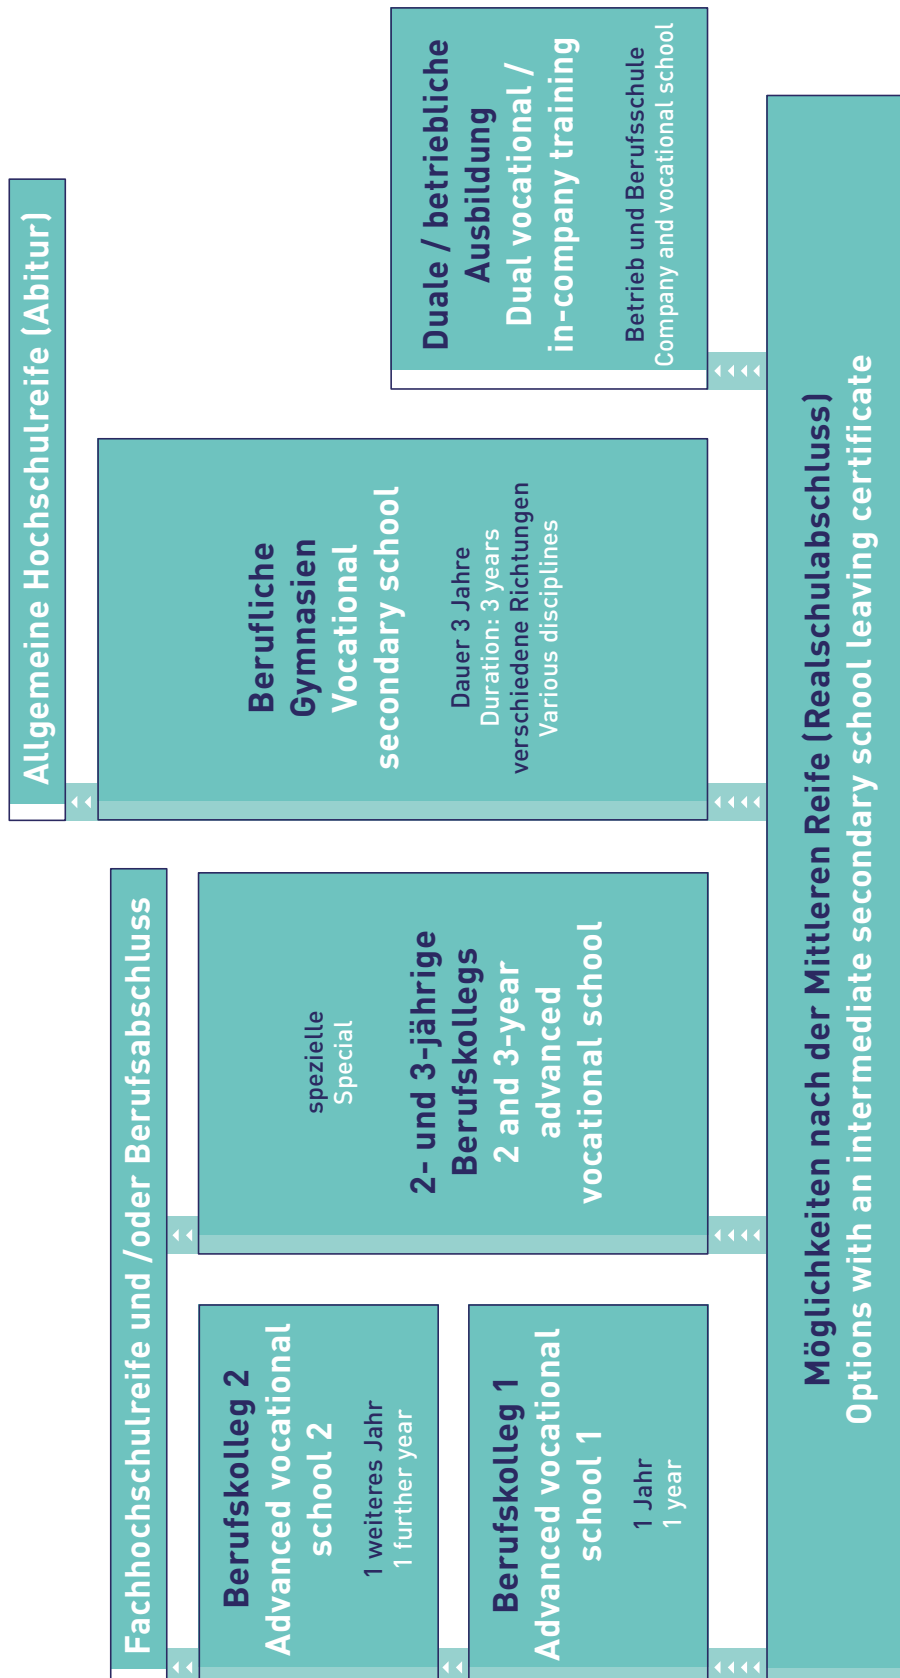 Allgemeine Hochschulreife (Abitur)
Fachhochschulreife und /oder Berufsabschluss
Berufskolleg 2
Advanced vocational
school 2
1 weiteres Jahr
1 further year
Berufskolleg 1
Advanced vocational
school 1
1 Jahr
1 year
spezielle
Special
2- und 3-jährige
Berufskollegs
2 and 3-year
advanced
vocational school
Berufliche
Gymnasien
Vocational
secondary school
Dauer 3 Jahre
Duration: 3 years
verschiedene Richtungen
Various disciplines
Duale / betriebliche
Ausbildung
Dual vocational /
in-company training
Betrieb und Berufsschule
Company and vocational school
Möglichkeiten nach der Mittleren Reife (Realschulabschluss)
Options with an intermediate secondary school leaving certificate